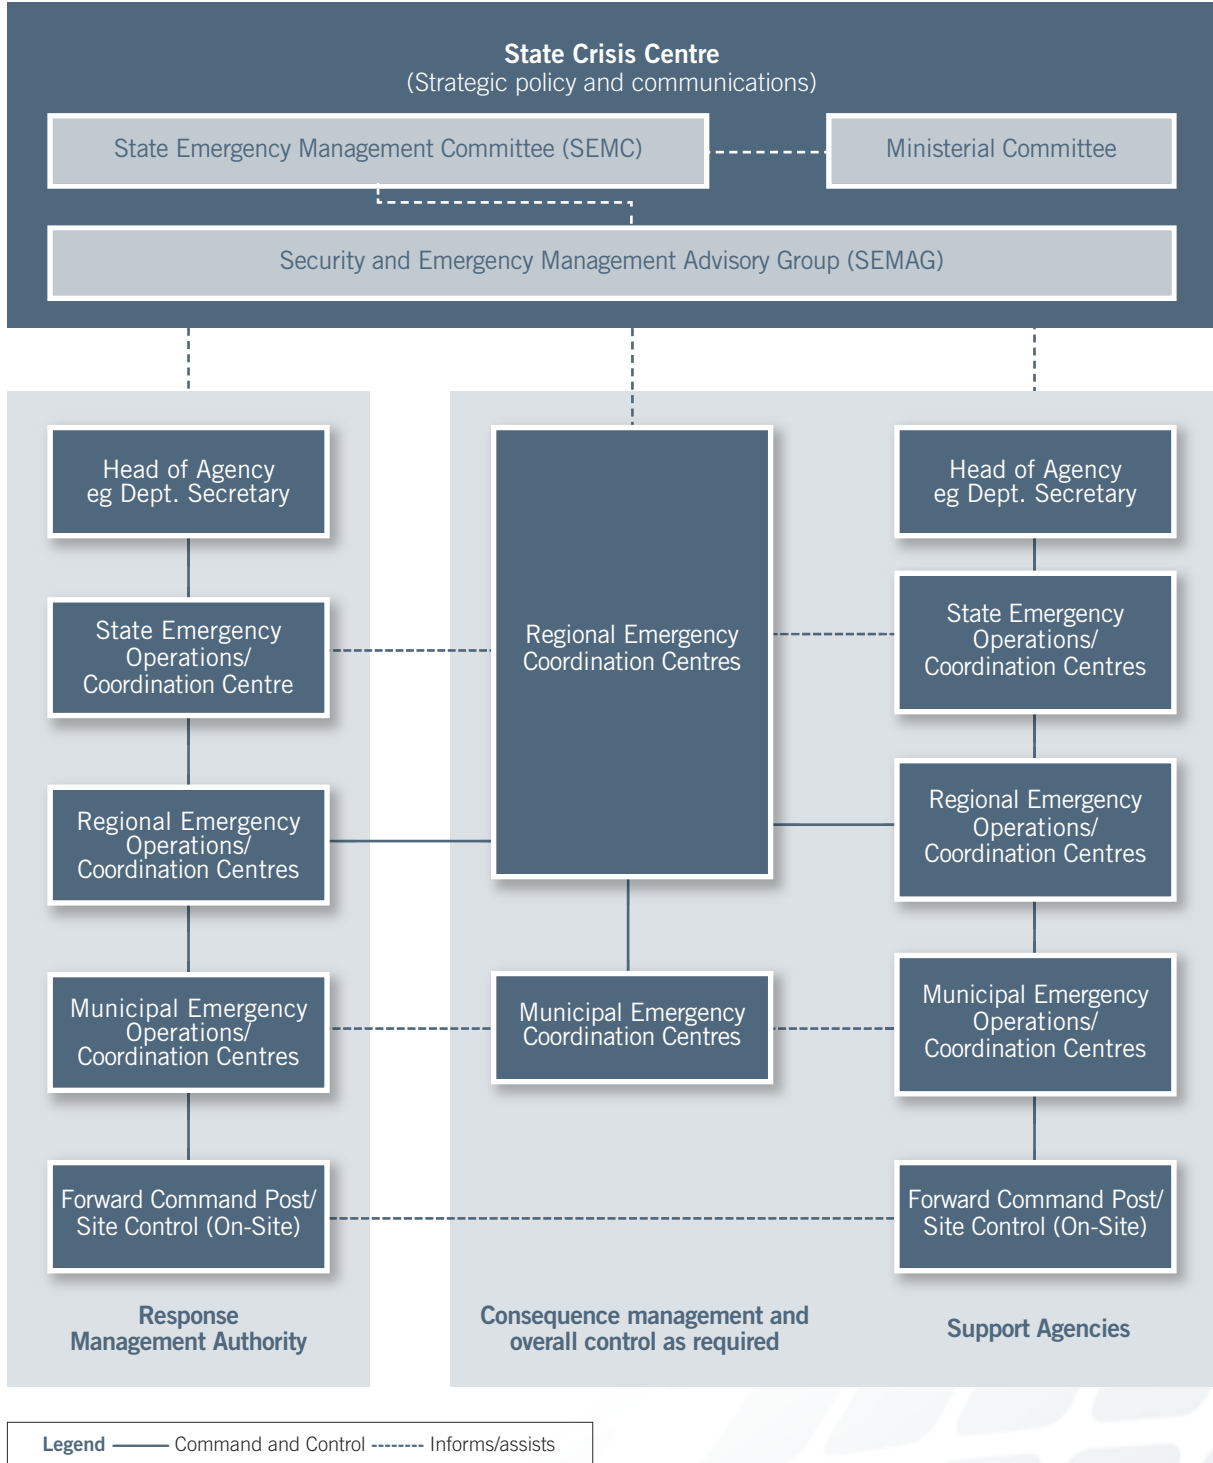 State Crisis Centre
(Strategic policy and communications)
State Emergency Management Committee (SEMC)
Ministerial Committee
Security and Emergency Management Advisory Group (SEMAG)
Head of Agency
eg Dept. Secretary
State Emergency
Operations/
Coordination Centre
Regional Emergency
Operations/
Coordination Centres
Municipal Emergency
Operations/
Coordination Centres
Forward Command Post/
Site Control (On-Site)
Response
Management Authority
Regional Emergency
Coordination Centres
Municipal Emergency
Coordination Centres
Consequence management and
overall control as required
Head of Agency
eg Dept. Secretary
State Emergency
Operations/
Coordination Centres
Regional Emergency
Operations/
Coordination Centres
Municipal Emergency
Operations/
Coordination Centres
Forward Command Post/
Site Control (On-Site)
Support Agencies
Legend Command and Control Informs/assists